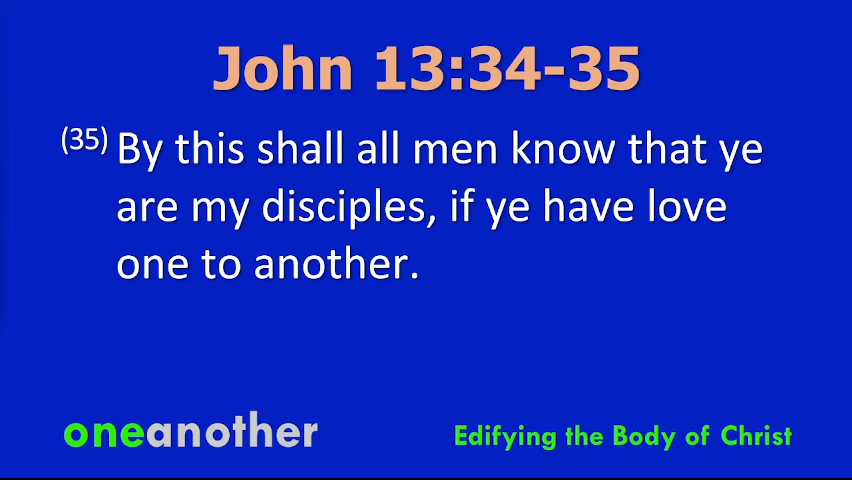 John 13:34-35
(35) By this shall all men know that ye
are my disciples, if ye have love
one to another.
oneanother
Edifying the Body of Christ